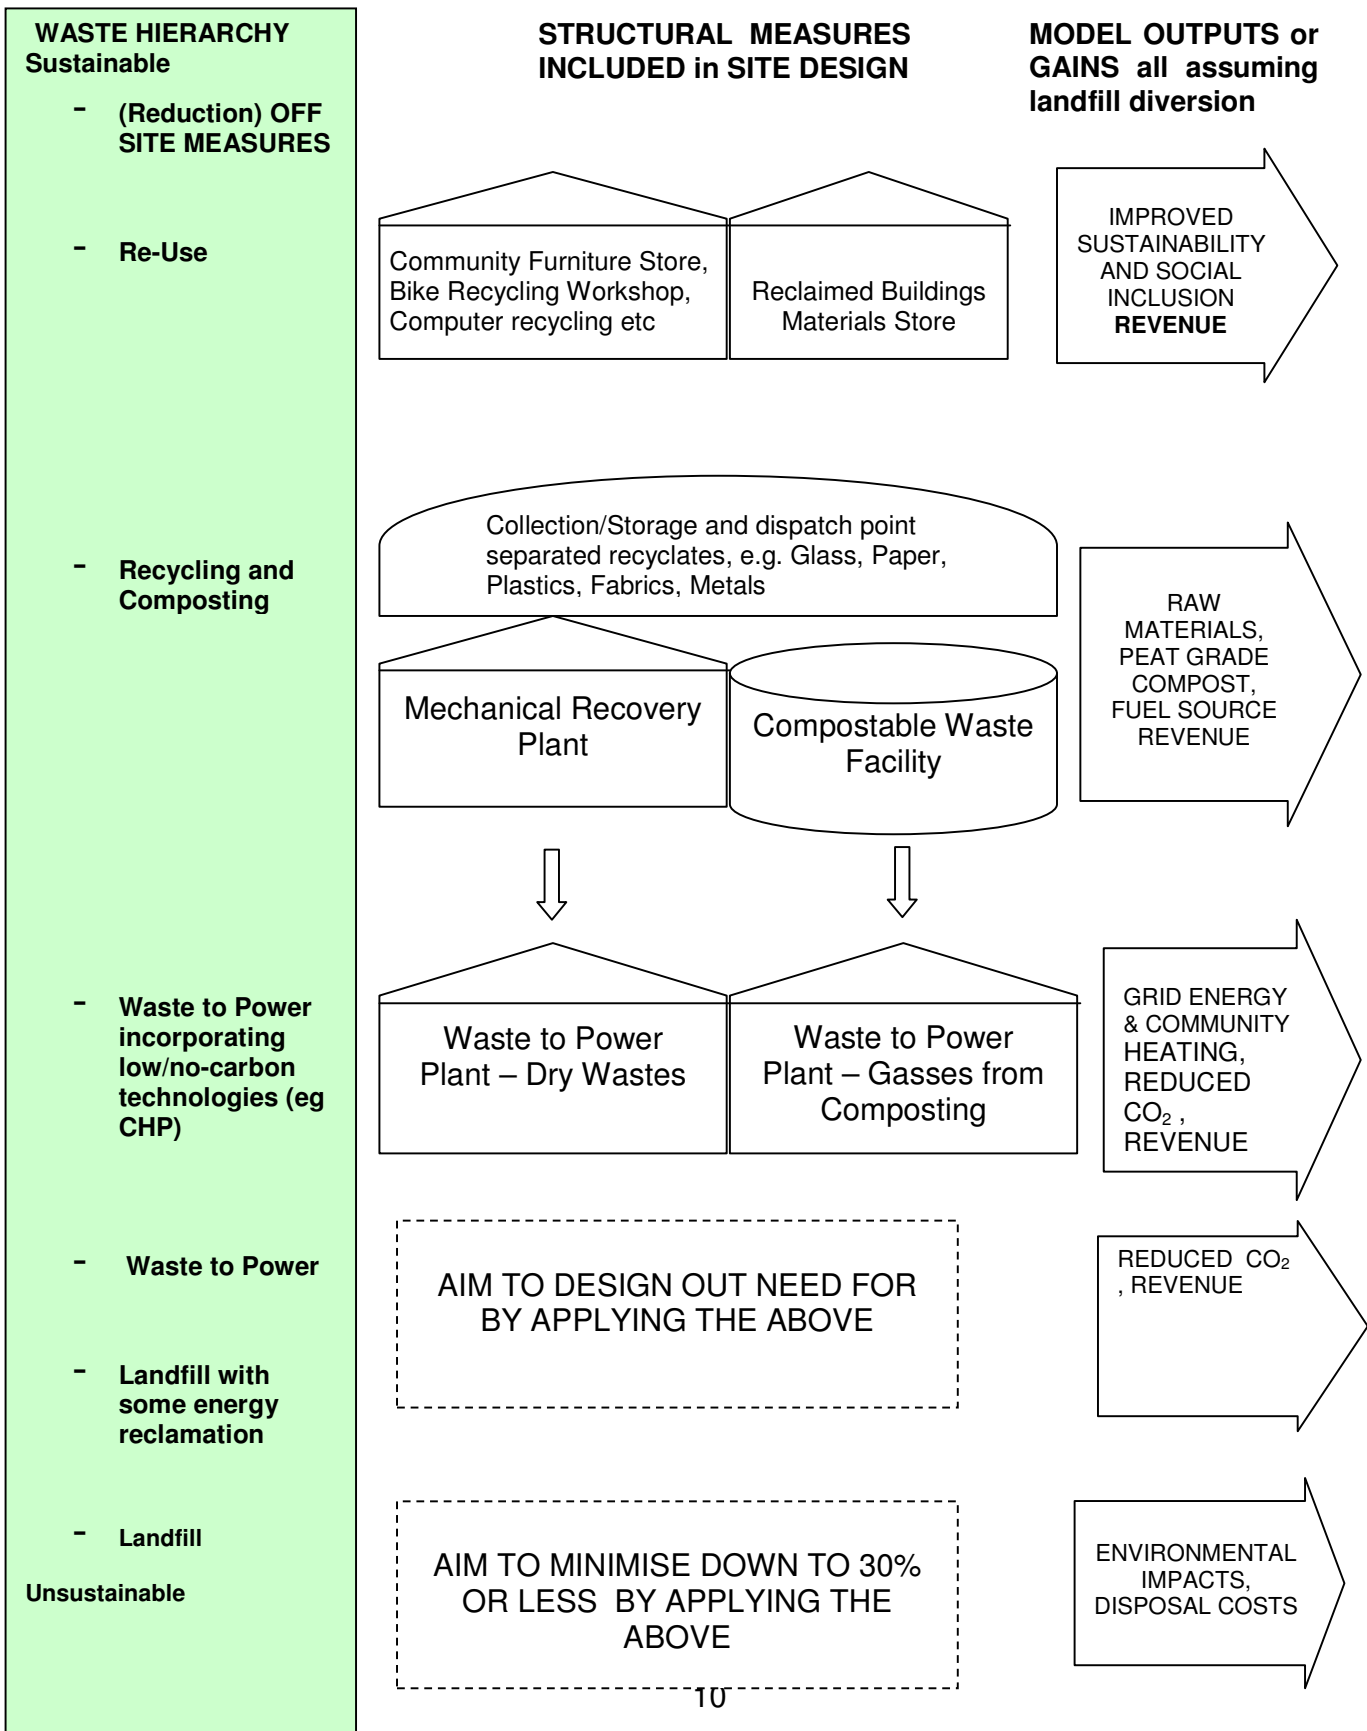 WASTE HIERARCHY
Sustainable
- (Reduction) OFF
SITE MEASURES
- Re-Use
- Recycling and
Composting
- Waste to Power
incorporating
low/no-carbon
technologies (eg
CHP)
- Waste to Power
- Landfill with
some energy
reclamation
- Landfill
Unsustainable
STRUCTURAL MEASURES
INCLUDED in SITE DESIGN
Community Furniture Store,
Bike Recycling Workshop,
Computer recycling etc
Reclaimed Buildings
Materials Store
Collection/Storage and dispatch point
separated recyclates, e.g. Glass, Paper,
Plastics, Fabrics, Metals
Mechanical Recovery
Plant
Compostable Waste
Facility
Waste to Power
Plant – Dry Wastes
Waste to Power
Plant – Gasses from
Composting
AIM TO DESIGN OUT NEED FOR
BY APPLYING THE ABOVE
AIM TO MINIMISE DOWN TO 30%
OR LESS BY APPLYING THE
ABOVE
MODEL OUTPUTS or
GAINS all assuming
landfill diversion
IMPROVED
SUSTAINABILITY
AND SOCIAL
INCLUSION
REVENUE
RAW
MATERIALS,
PEAT GRADE
COMPOST,
FUEL SOURCE
REVENUE
GRID ENERGY
& COMMUNITY
HEATING,
REDUCED
CO₂ ,
REVENUE
REDUCED CO₂
, REVENUE
ENVIRONMENTAL
IMPACTS,
DISPOSAL COSTS
10